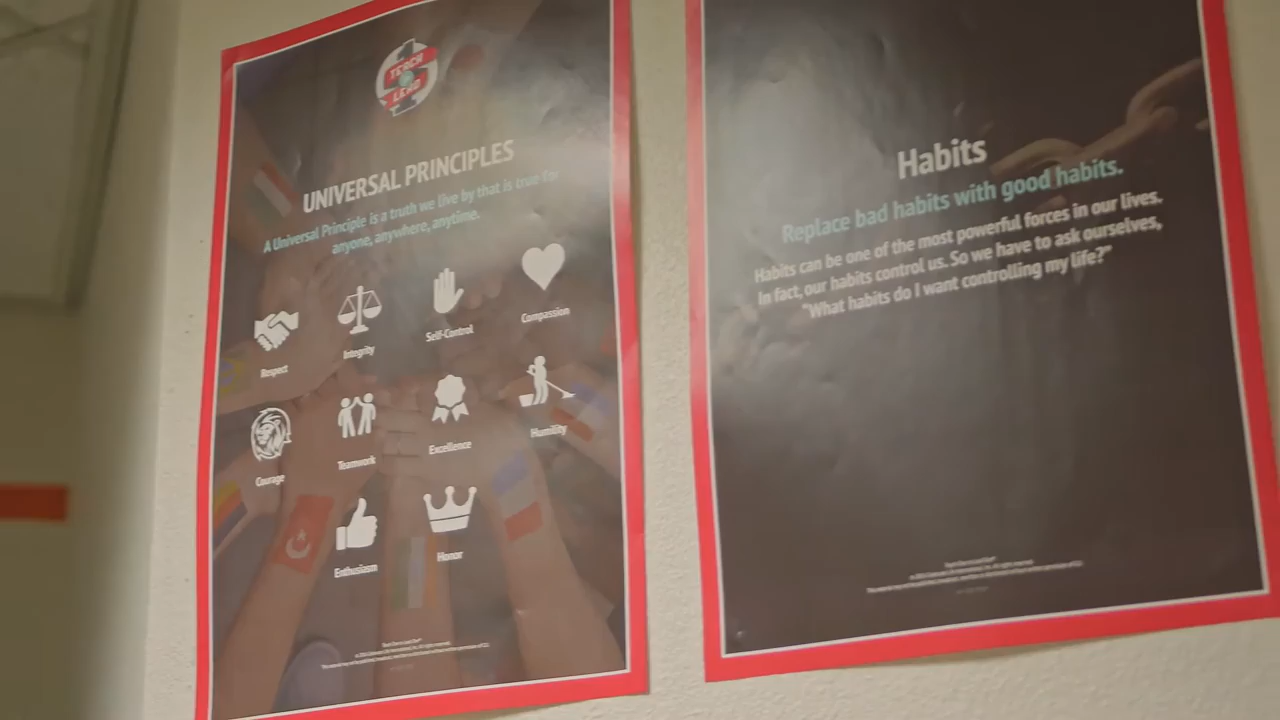 TEACH
LEAD
UNIVERSAL PRINCIPLES
A Universal Principle is a truth we live by that is true for
anyone, anywhere, anytime.
Respect
Integrity
Self-Control
Compassion
Courage
Teamwork
Excellence
Humility
Enthusiasm
Honor
Habits
Replace bad habits with good habits.
Habits can be one of the most powerful forces in our lives.
In fact, our habits control us. So we have to ask ourselves,
"What habits do I want controlling my life?"